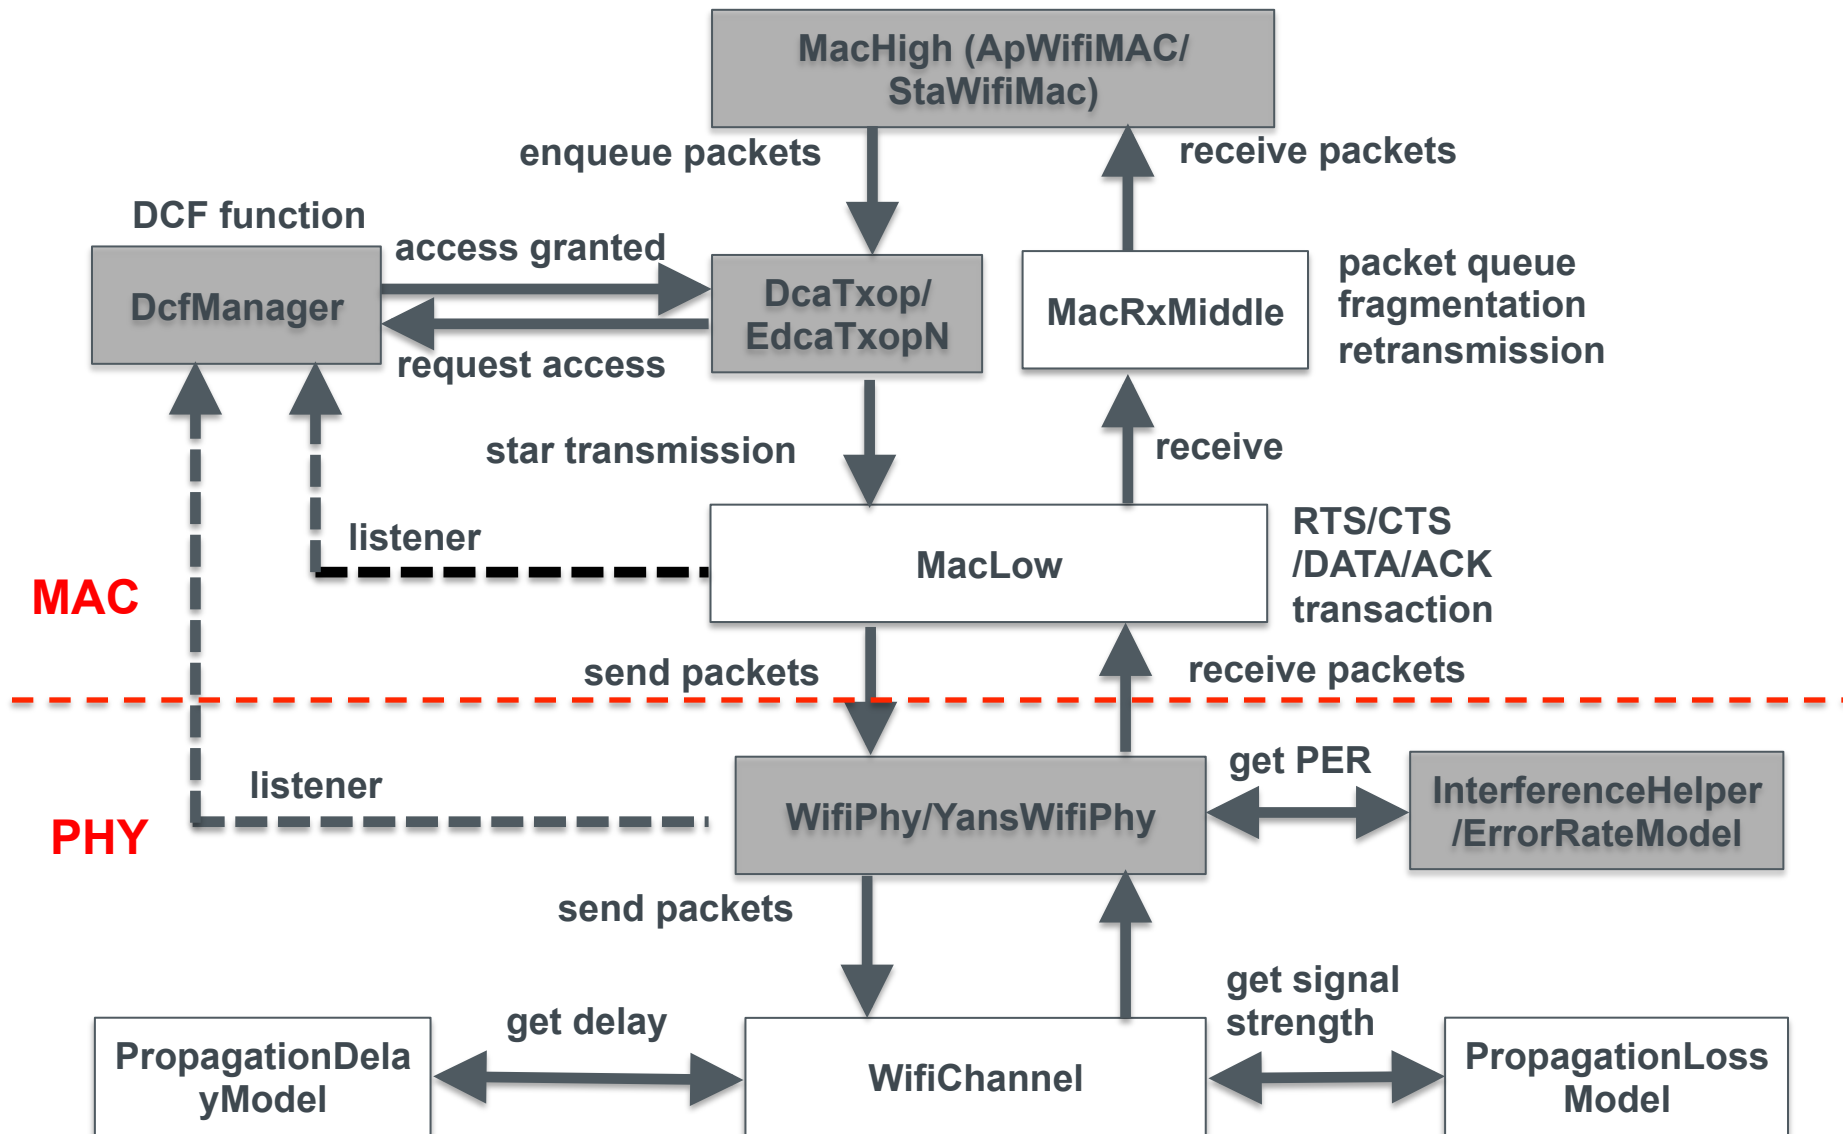 MacHigh (ApWifiMAC/
StaWifiMac)
enqueue packets
receive packets
DCF function
access granted
DcfManager
request access
DcaTxop/
EdcaTxopN
MacRxMiddle
packet queue
fragmentation
retransmission
star transmission
receive
listener
MacLow
RTS/CTS
/DATA/ACK
transaction
MAC
send packets
receive packets
listener
PHY
WifiPhy/YansWifiPhy
get PER
InterferenceHelper
/ErrorRateModel
send packets
get signal
strength
get delay
PropagationDela
yModel
WifiChannel
PropagationLoss
Model